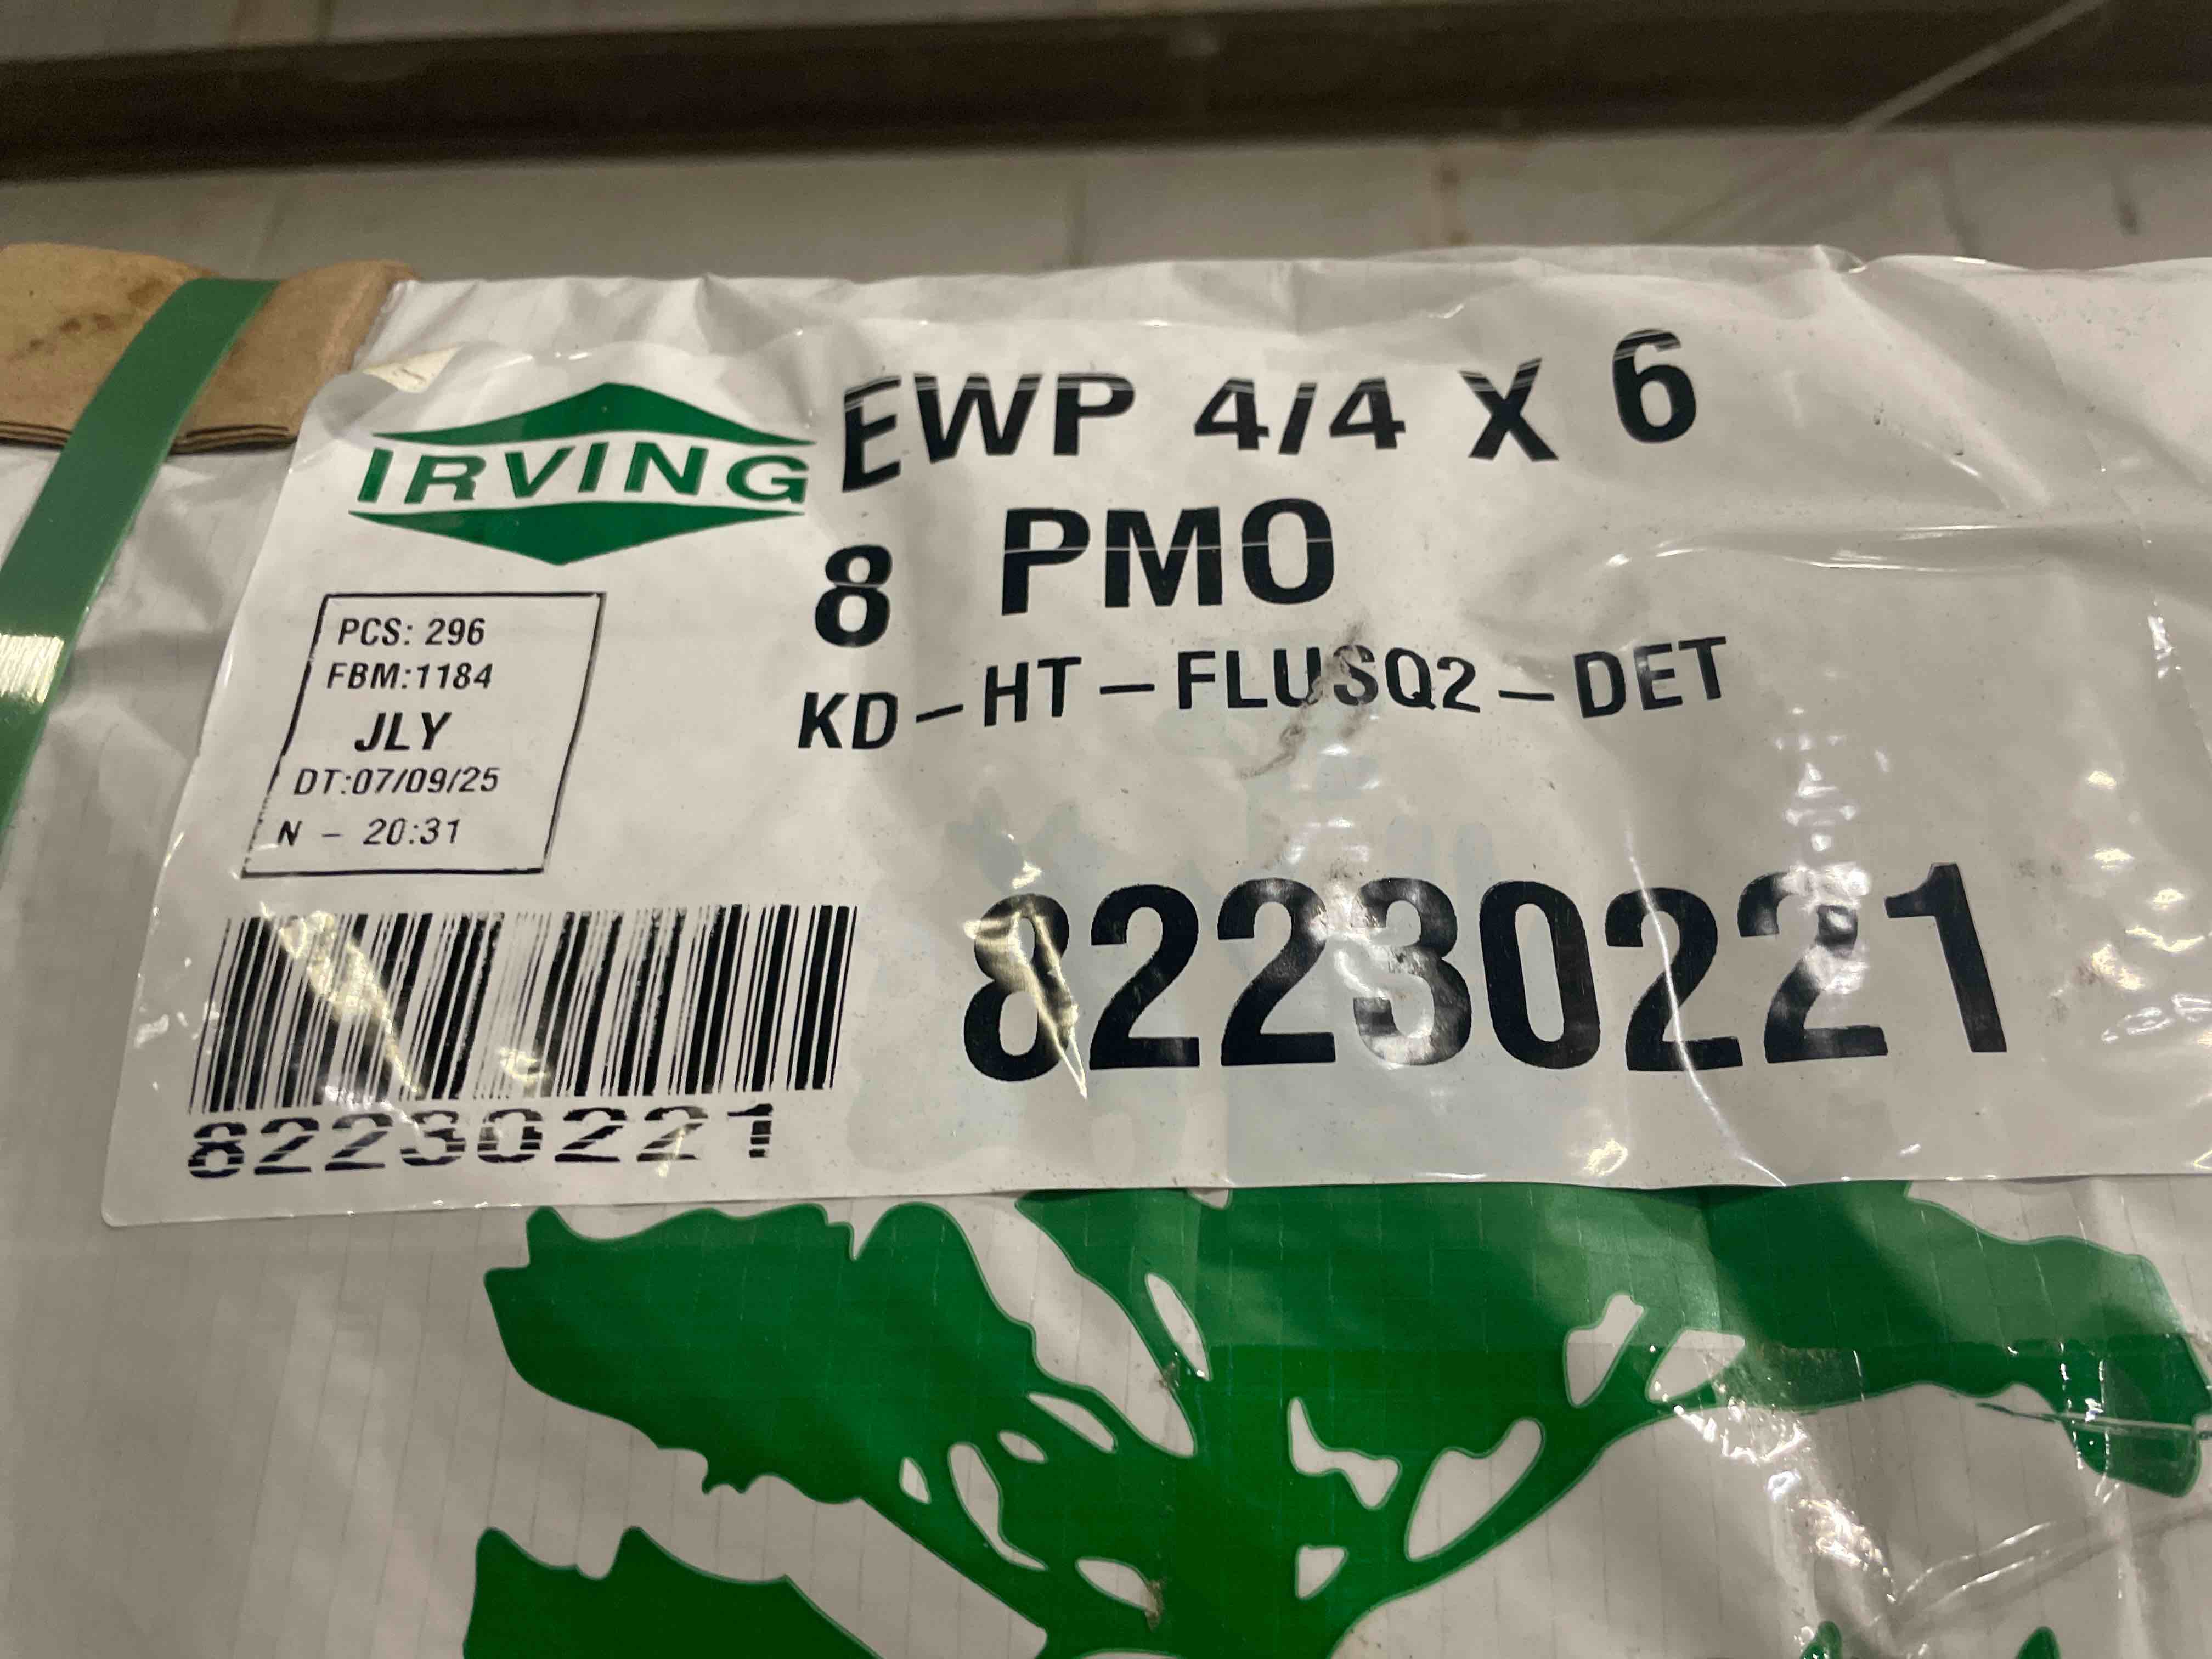 IRVING
EWP 4/4 X 6
8 PMO
KD-HT-FLUSQ2-DET
PCS: 296
FBM:1184
JLY
DT:07/09/25
N - 20:31
82230221
82230221